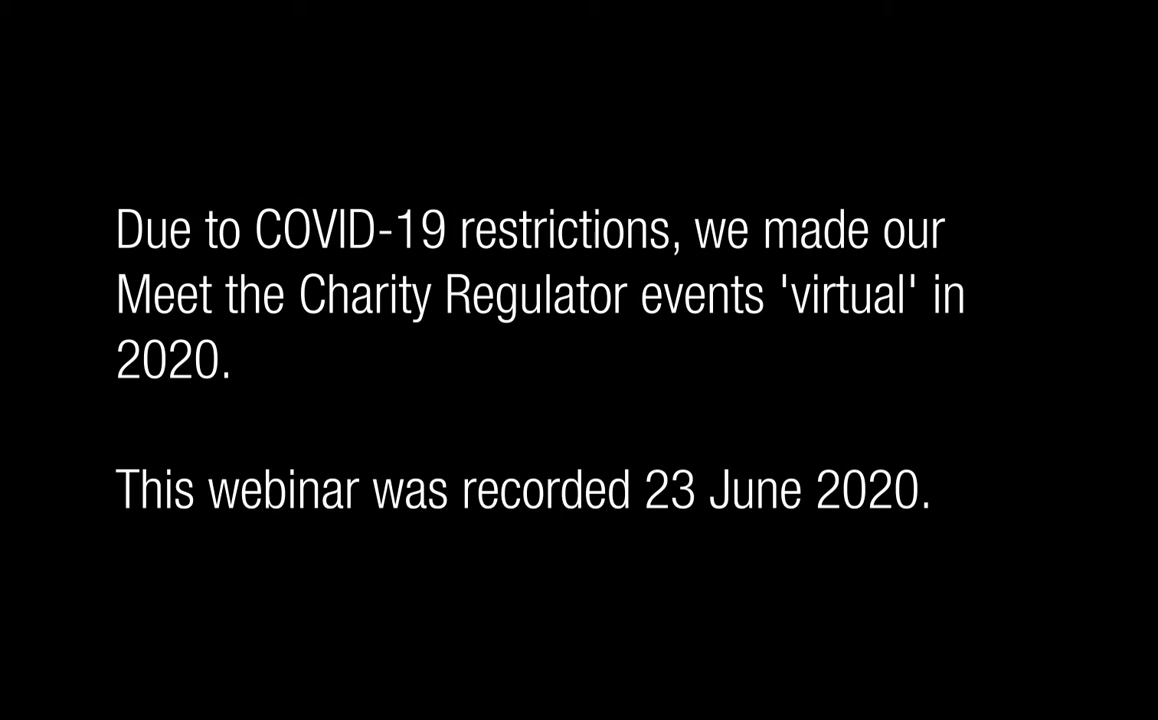 Due to COVID-19 restrictions, we made our
Meet the Charity Regulator events 'virtual' in
2020.
This webinar was recorded 23 June 2020.